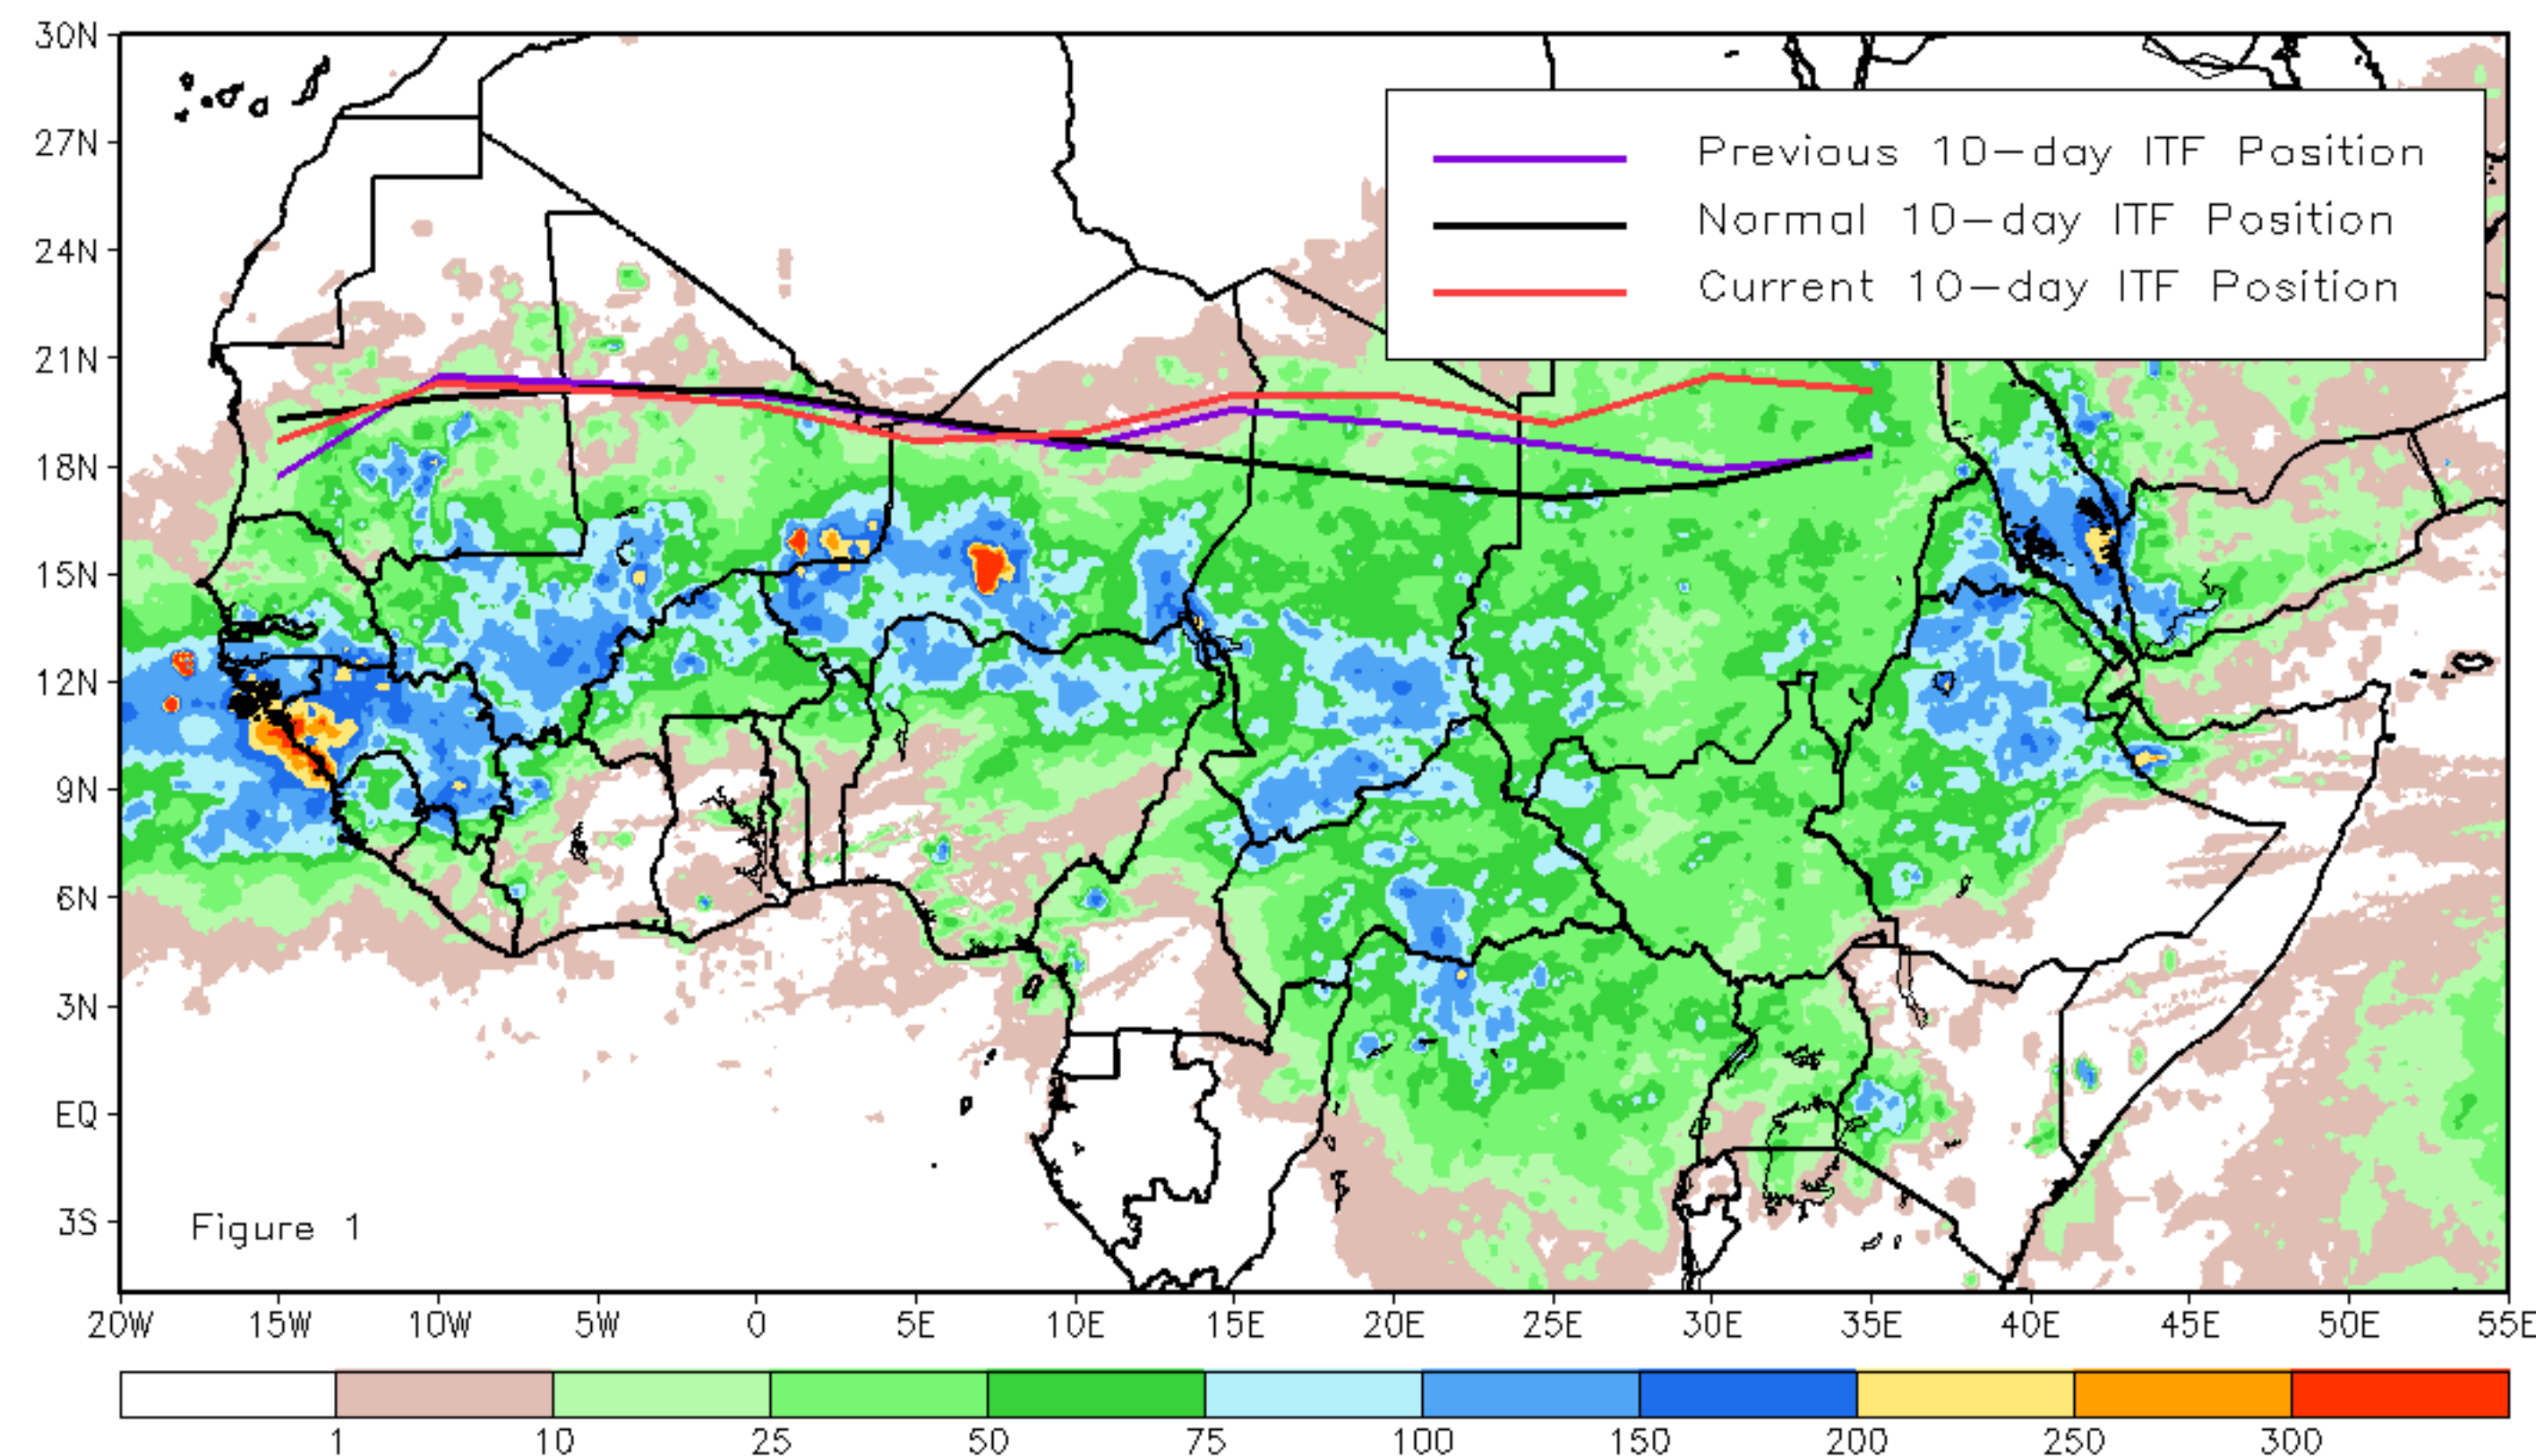 30N
27N
24N
21N
18N
15N
12N
9N
6N
3N
EQ
3S
Previous 10-day ITF Position
Normal 10-day ITF Position
Current 10-day ITF Position
Figure 1
20W 15W 10W 5W 0 5E 10E 15E 20E 25E 30E 35E 40E 45E 50E 55E
1 10 25 50 75 100 150 200 250 300